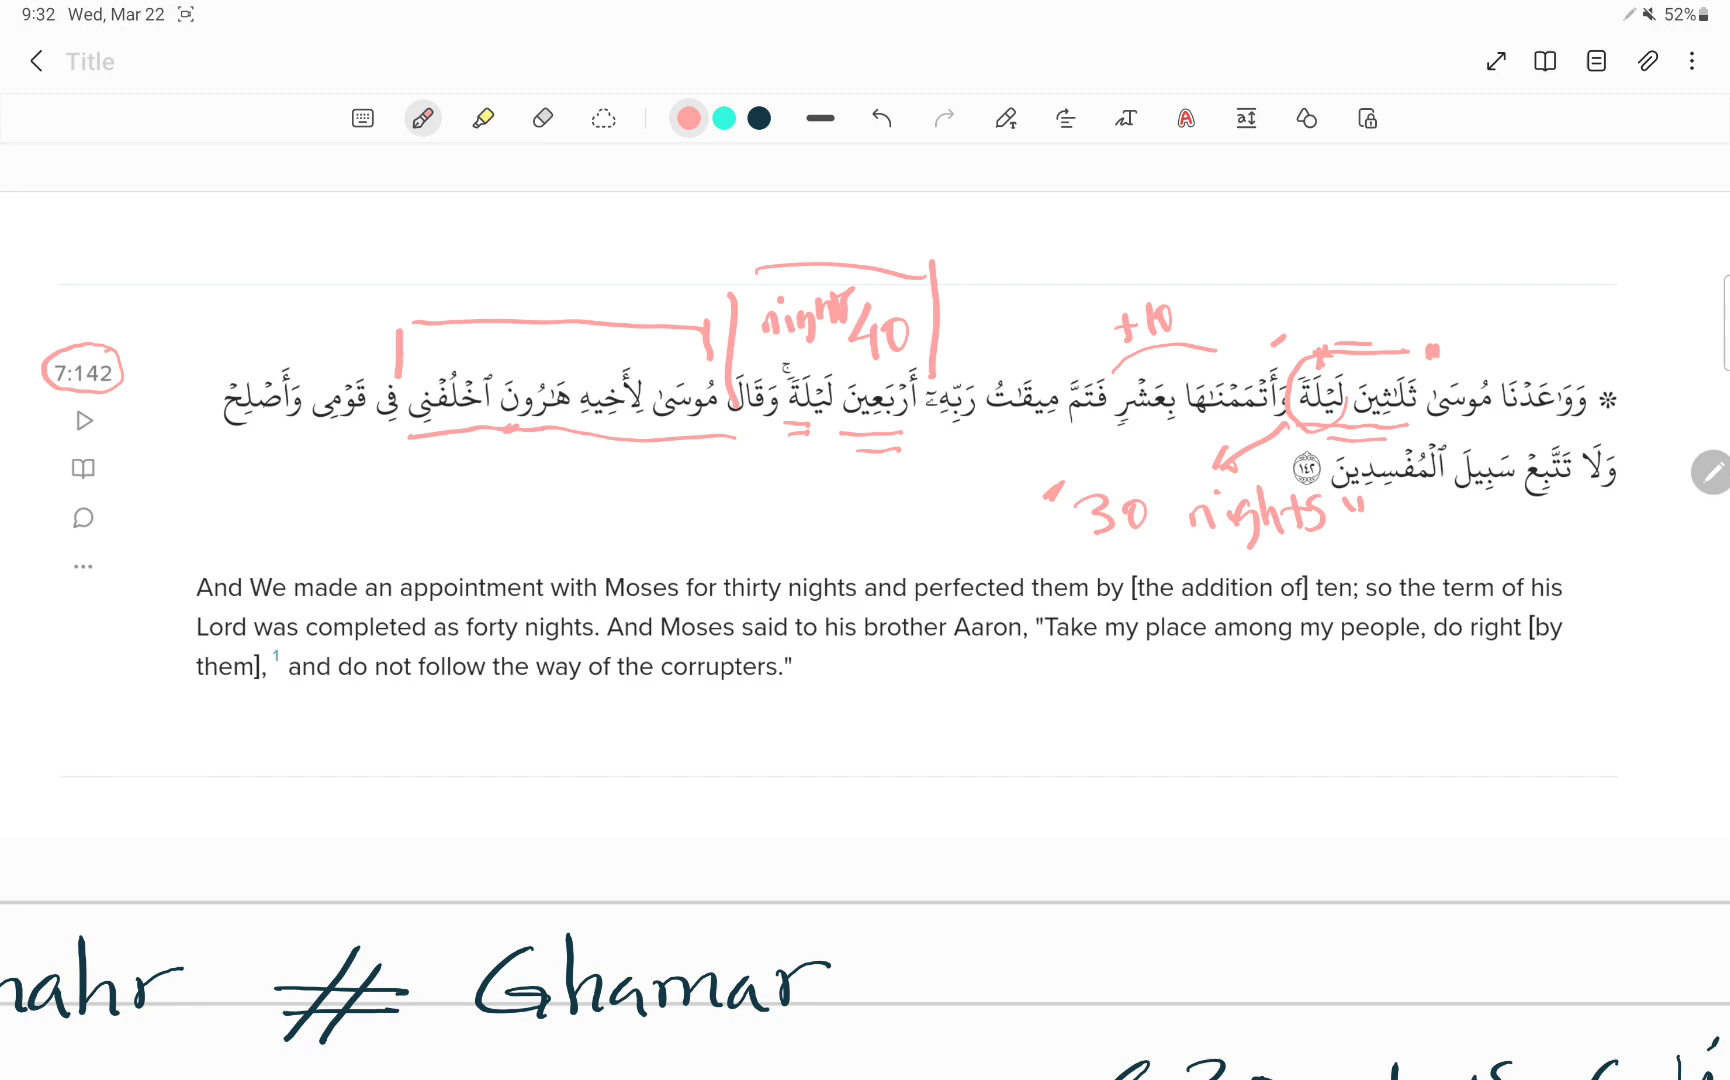 9:32 Wed, Mar 22 52%
Title
+10
night 40
7:142
* وَوَٰعَدْنَا مُوسَىٰ ثَلَـٰثِينَ لَيْلَةً وَأَتْمَمْنَـٰهَا بِعَشْرٍ فَتَمَّ مِيقَـٰتُ رَبِّهِۦٓ أَرْبَعِينَ لَيْلَةً ۚ وَقَالَ مُوسَىٰ لِأَخِيهِ هَـٰرُونَ ٱخْلُفْنِى فِى قَوْمِى وَأَصْلِحْ
وَلَا تَتَّبِعْ سَبِيلَ ٱلْمُفْسِدِينَ ١٤٢
"30 nights"
And We made an appointment with Moses for thirty nights and perfected them by [the addition of] ten; so the term of his
Lord was completed as forty nights. And Moses said to his brother Aaron, "Take my place among my people, do right [by
them], 1 and do not follow the way of the corrupters."
hahr ≠ Ghamar